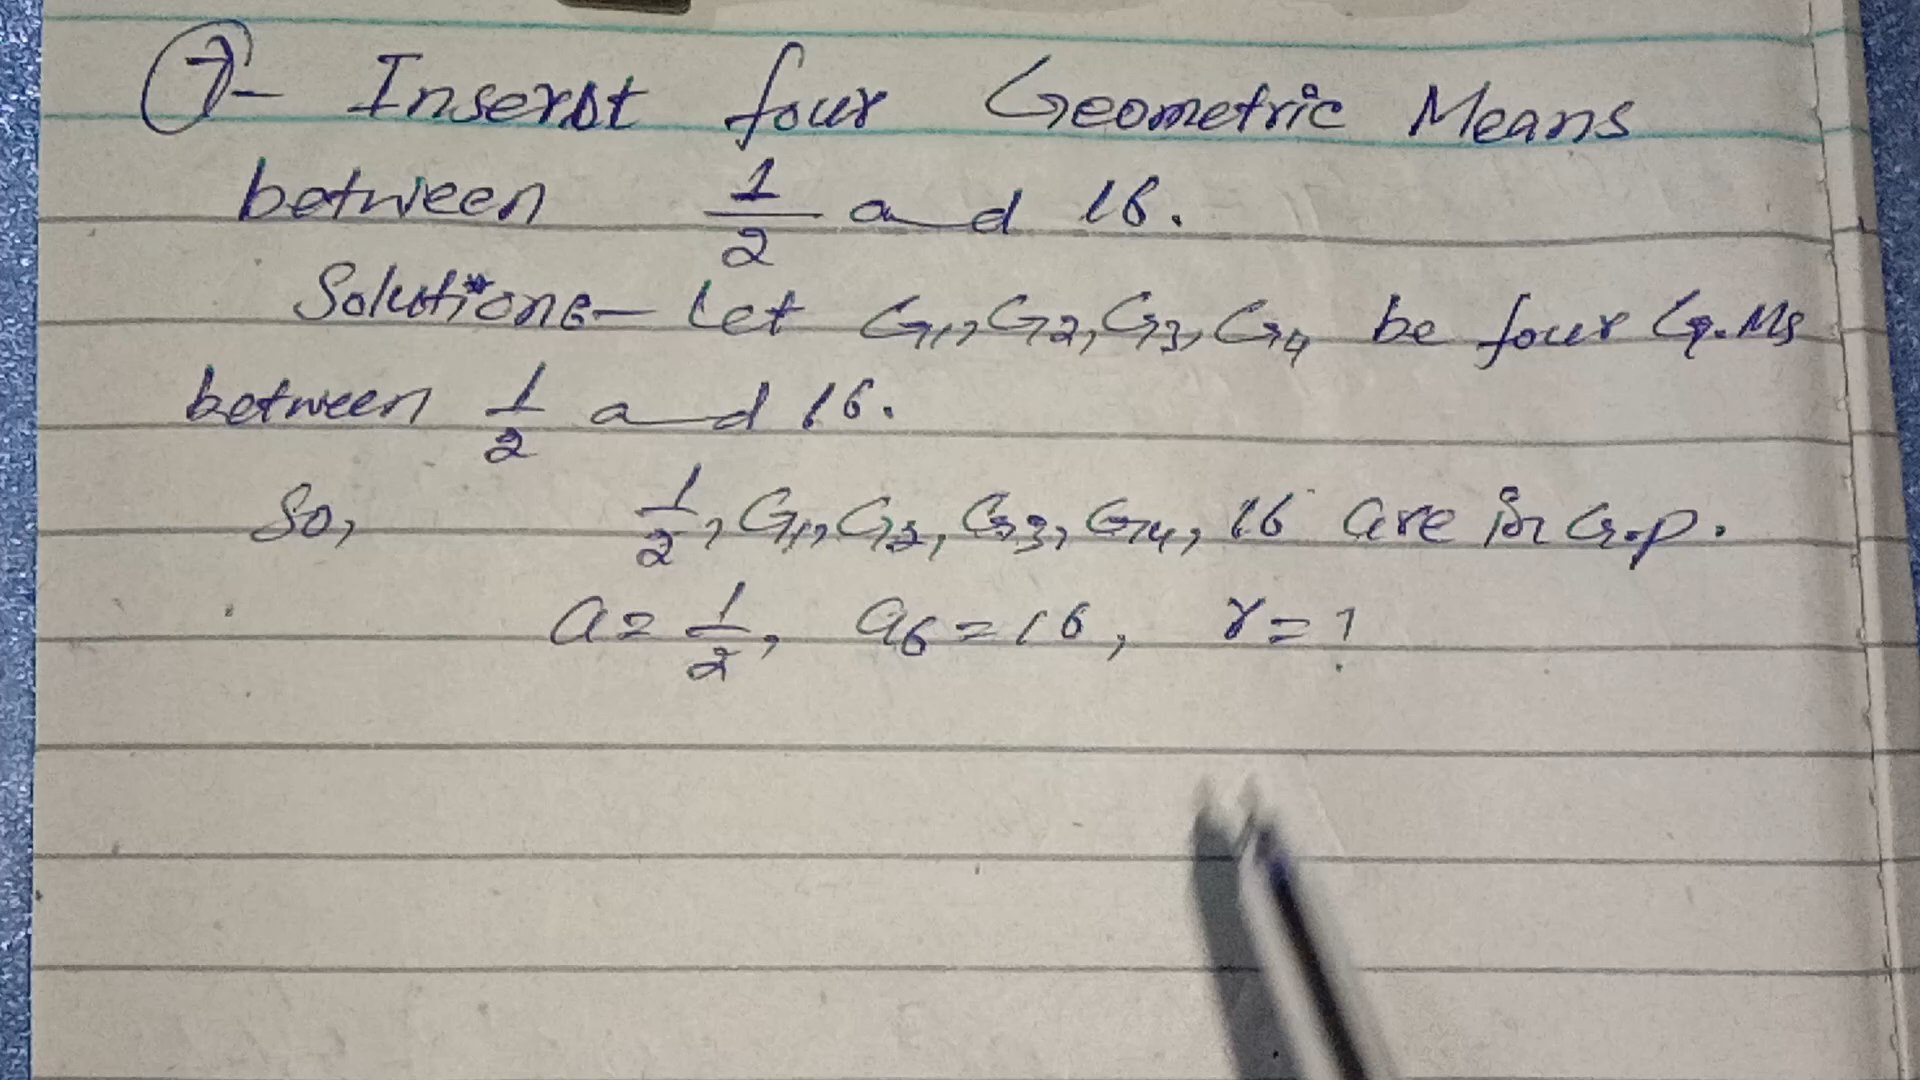 7- Insert four Geometric Means
between 1/2 and 16.
Solution:- Let G1, G2, G3, G4 be four G.Ms
between 1/2 and 16.
So, 1/2, G1, G2, G3, G4, 16 are in G.p.
a = 1/2, a6 = 16, r = ?